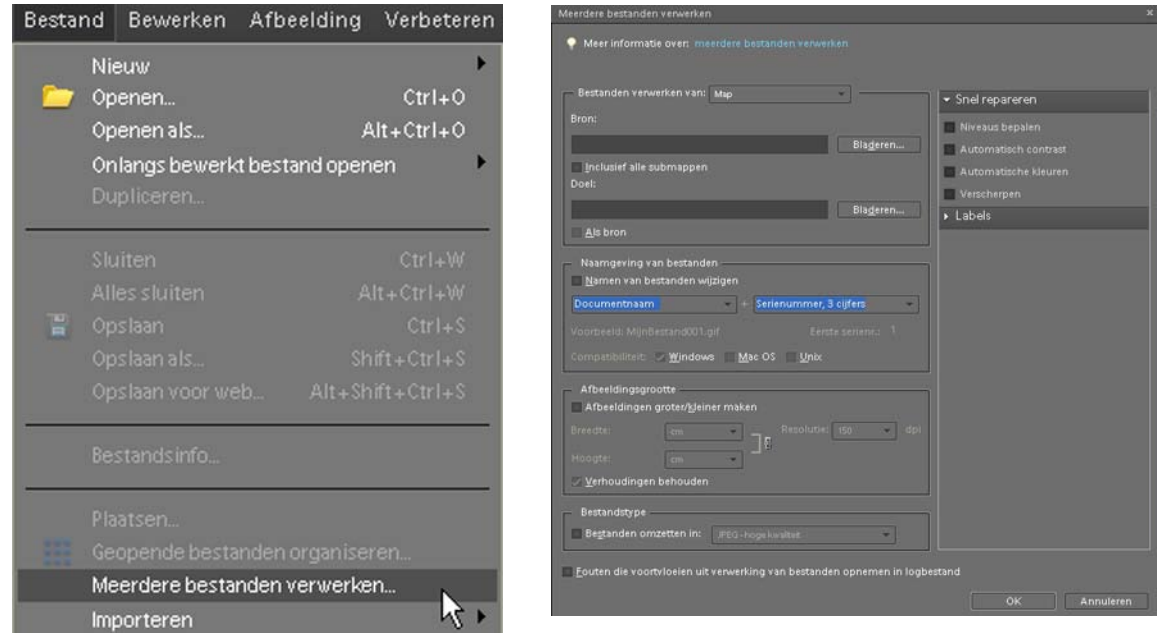 Bestand Bewerken Afbeelding Verbeteren
Nieuw
Openen... Ctrl+O
Openen als... Alt+Ctrl+O
Onlangs bewerkt bestand openen
Dupliceren...
Sluiten Ctrl+W
Alles sluiten Alt+Ctrl+W
Opslaan Ctrl+S
Opslaan als... Shift+Ctrl+S
Opslaan voor web... Alt+Shift+Ctrl+S
Bestandsinfo...
Plaatsen...
Geopende bestanden organiseren...
Meerdere bestanden verwerken...
Importeren
Meerdere bestanden verwerken
Meer informatie over: meerdere bestanden verwerken
Bestanden verwerken van: Map
Bron:
Bladeren...
Inclusief alle submappen
Doel:
Bladeren...
Als bron
Naamgeving van bestanden
Namen van bestanden wijzigen
Documentnaam + Serienummer, 3 cijfers
Voorbeeld: MijnBestand001.gif Eerste serienr.: 1
Compatibiliteit: Windows Mac OS Unix
Afbeeldingsgrootte
Afbeeldingen groter/kleiner maken
Breedte: cm Resolutie: 150 dpi
Hoogte: cm
Verhoudingen behouden
Bestandstype
Bestanden omzetten in: JPEG - hoge kwaliteit
Fouten die voortvloeien uit verwerking van bestanden opnemen in logbestand
Snel repareren
Niveaus bepalen
Automatisch contrast
Automatische kleuren
Verscherpen
Labels
OK Annuleren